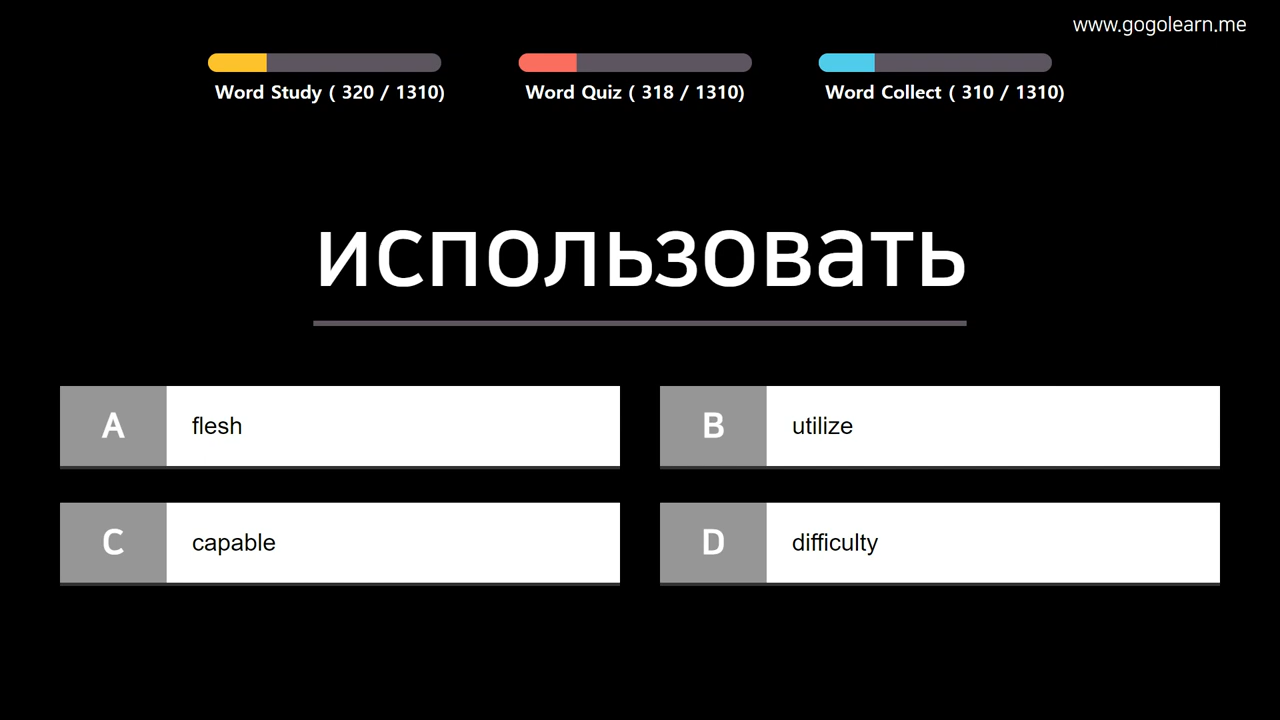 www.gogolearn.me
Word Study ( 320 / 1310)
Word Quiz ( 318 / 1310)
Word Collect ( 310 / 1310)
использовать
A flesh
B utilize
C capable
D difficulty